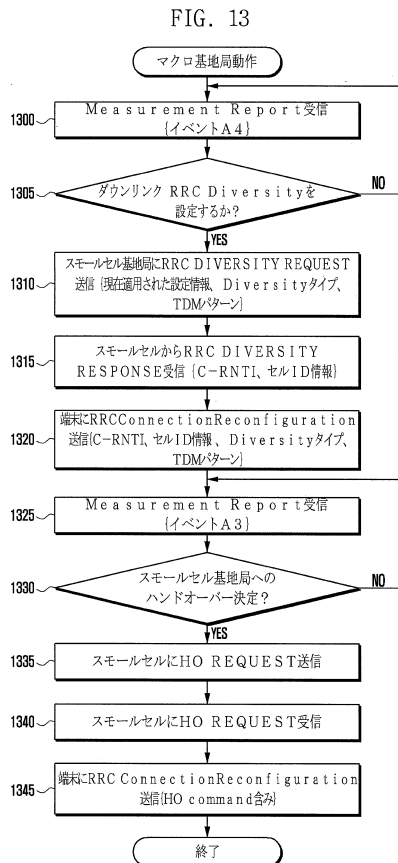 FIG. 13
マクロ基地局動作
1300
Measurement Report受信
{イベントA4}
1305
ダウンリンク RRC Diversityを
設定するか?
NO
YES
1310
スモールセル基地局にRRC DIVERSITY REQUEST
送信 {現在適用された設定情報、Diversityタイプ、
TDMパターン}
1315
スモールセルからRRC DIVERSITY
RESPONSE受信 {C-RNTI、セルID情報}
1320
端末にRRCConnectionReconfiguration
送信{C-RNTI、セルID情報、Diversityタイプ、
TDMパターン}
1325
Measurement Report受信
{イベントA3}
1330
スモールセル基地局への
ハンドオーバー決定?
NO
YES
1335
スモールセルにHO REQUEST送信
1340
スモールセルにHO REQUEST受信
1345
端末にRRC ConnectionReconfiguration
送信{HO command含み}
終了